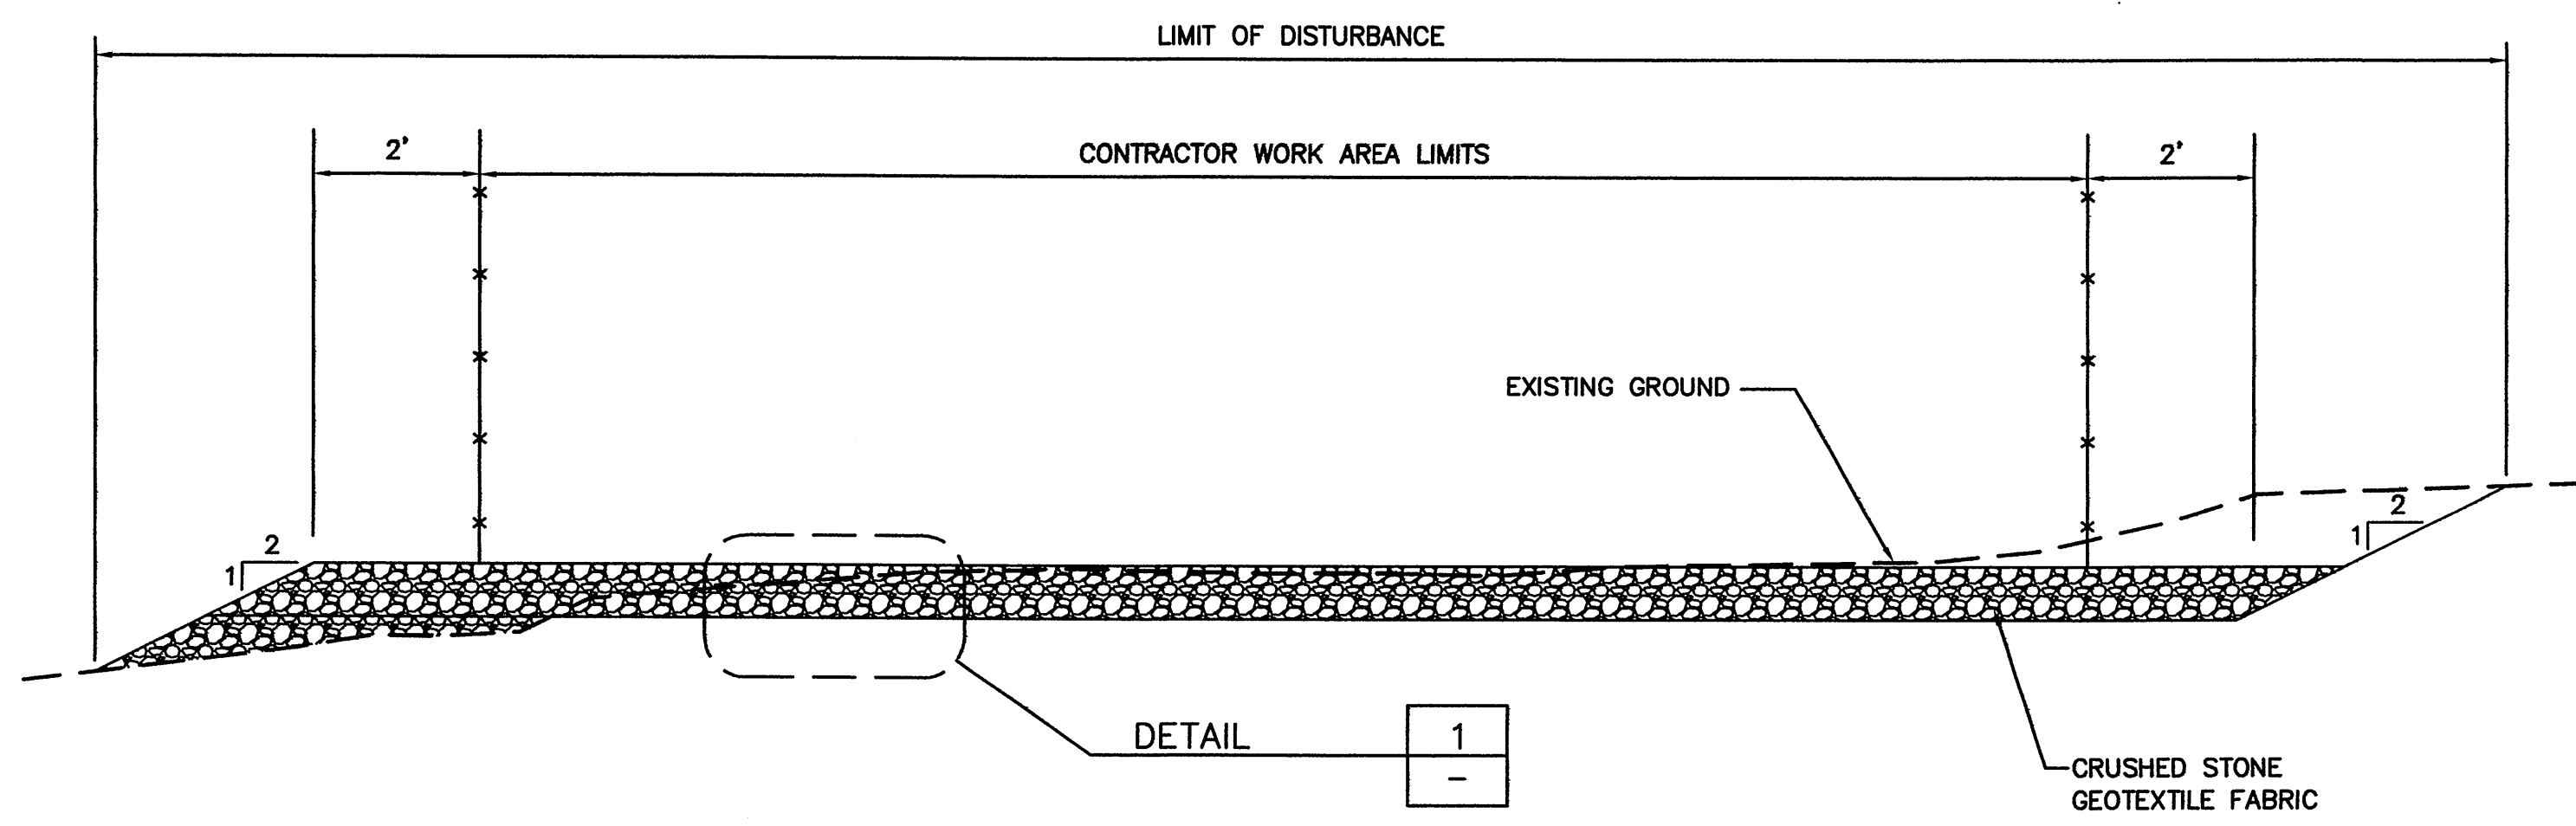 LIMIT OF DISTURBANCE
2'
CONTRACTOR WORK AREA LIMITS
2'
EXISTING GROUND
2
1
2
1
DETAIL
1
-
CRUSHED STONE
GEOTEXTILE FABRIC